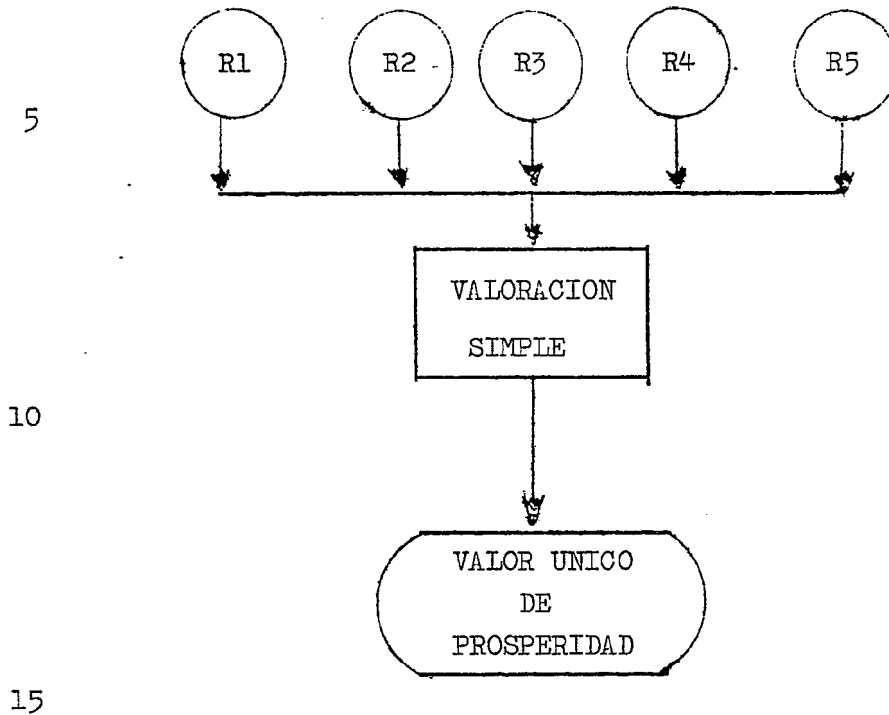 R1 R2 R3 R4 R5
5
VALORACION
SIMPLE
10
VALOR UNICO
DE
PROSPERIDAD
15